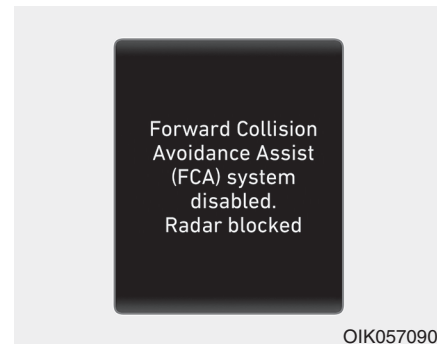 Forward Collision
Avoidance Assist
(FCA) system
disabled.
Radar blocked
OIK057090